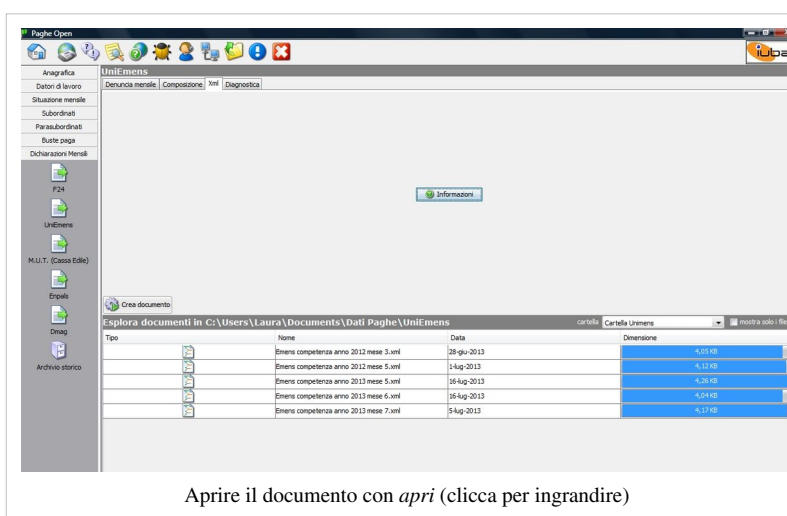 Paghe Open
iuba
Anagrafica
UniEmens
Datori di lavoro
Denuncia mensile Composizione Xml Diagnostica
Situazione mensile
Subordinati
Parasubordinati
Buste paga
Dichiarazioni Mensili
F24
Informazioni
UniEmens
M.U.T. (Cassa Edile)
Enpals
Crea documento
Esplora documenti in C:\Users\Laura\Documents\Dati Paghe\UniEmens cartella Cartella Unimens mostra solo i file
Dmag
Tipo Nome Data Dimensione
Emens competenza anno 2012 mese 3.xml 28-giu-2013 4,05 KB
Archivio storico
Emens competenza anno 2012 mese 5.xml 1-lug-2013 4,12 KB
Emens competenza anno 2013 mese 5.xml 16-lug-2013 4,26 KB
Emens competenza anno 2013 mese 6.xml 16-lug-2013 4,04 KB
Emens competenza anno 2013 mese 7.xml 5-lug-2013 4,17 KB
Aprire il documento con apri (clicca per ingrandire)